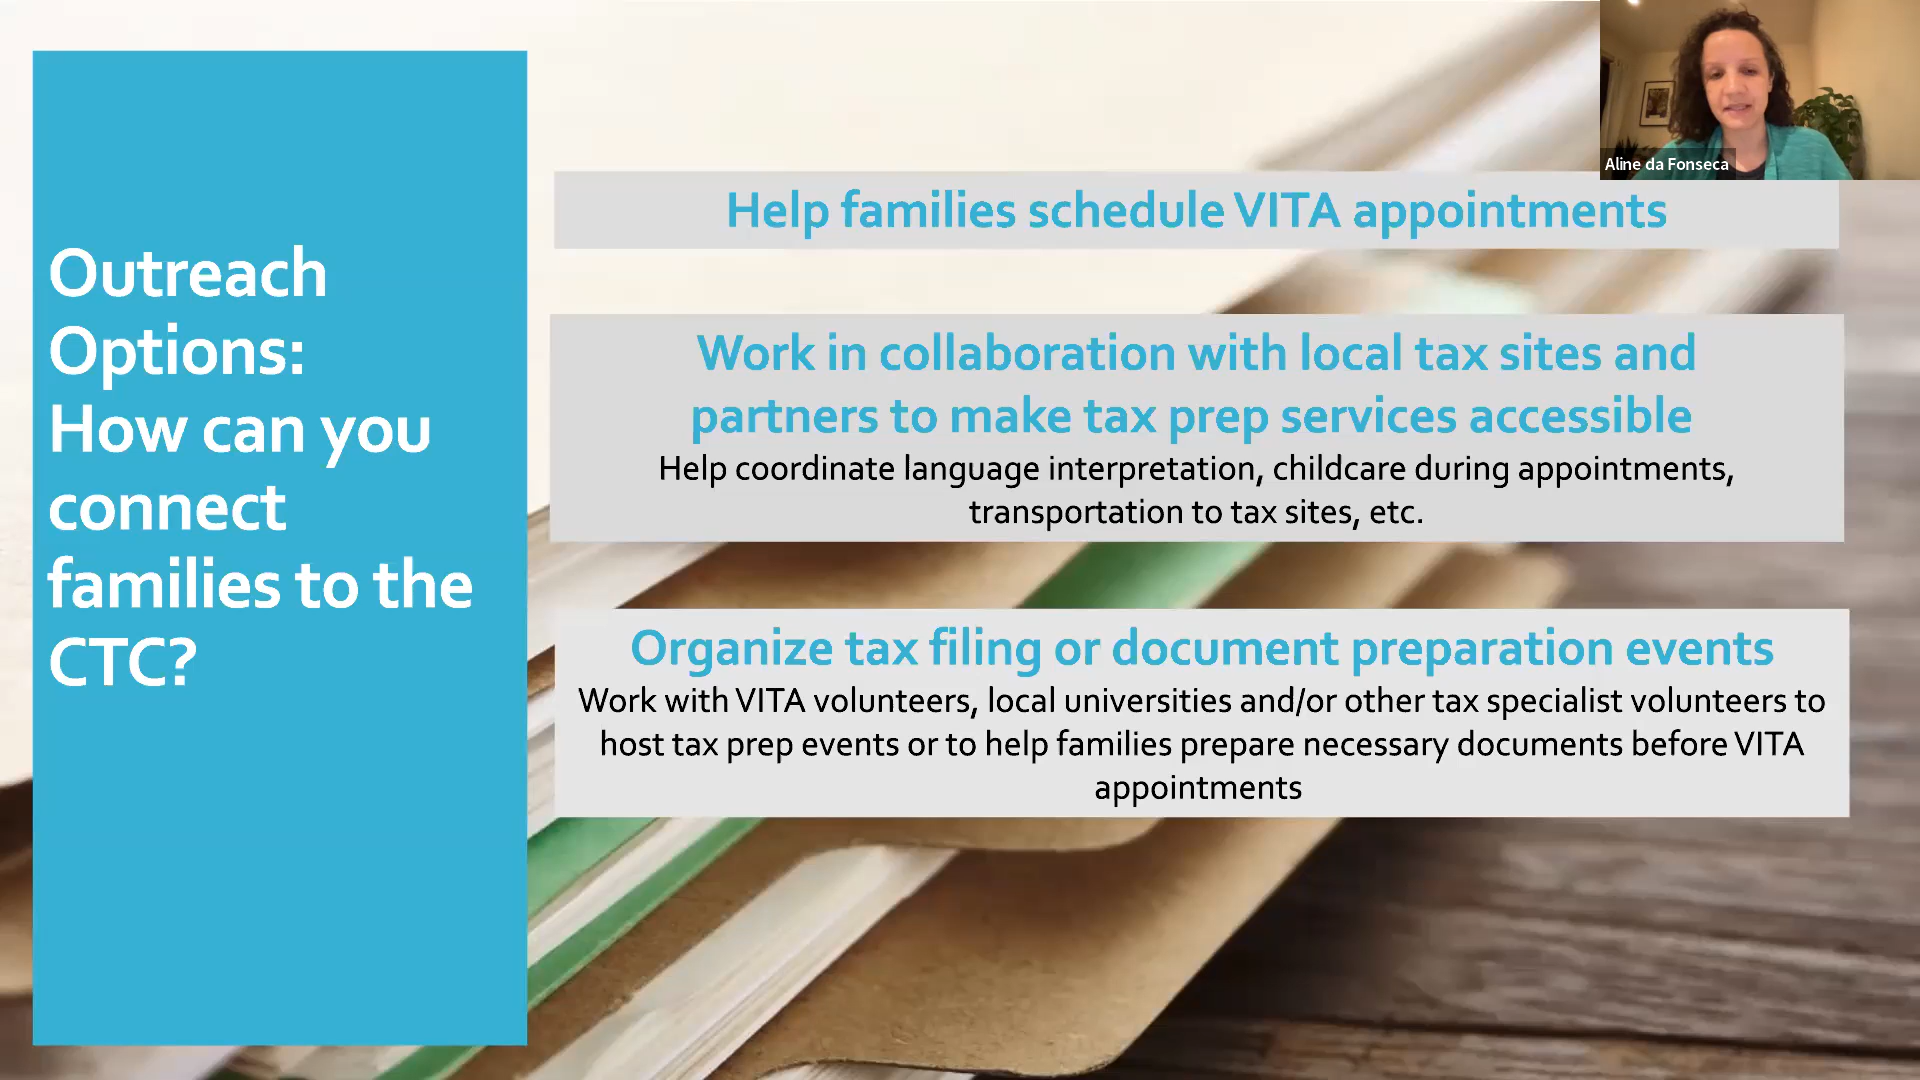 Outreach
Options:
How can you
connect
families to the
CTC?
Aline da Fonseca
Help families schedule VITA appointments
Work in collaboration with local tax sites and
partners to make tax prep services accessible
Help coordinate language interpretation, childcare during appointments,
transportation to tax sites, etc.
Organize tax filing or document preparation events
Work with VITA volunteers, local universities and/or other tax specialist volunteers to
host tax prep events or to help families prepare necessary documents before VITA
appointments